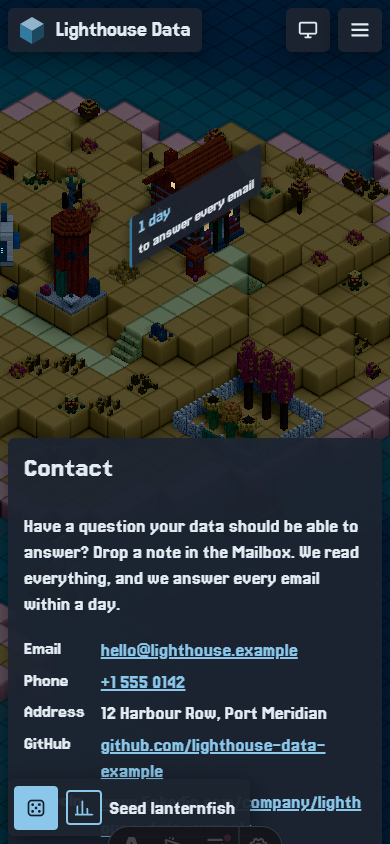 Lighthouse Data
1 day
to answer every email
Contact
Have a question your data should be able to
answer? Drop a note in the Mailbox. We read
everything, and we answer every email
within a day.
Email hello@lighthouse.example
Phone +1 555 0142
Address 12 Harbour Row, Port Meridian
GitHub github.com/lighthouse-data-
example
company/lighth
Seed lanternfish